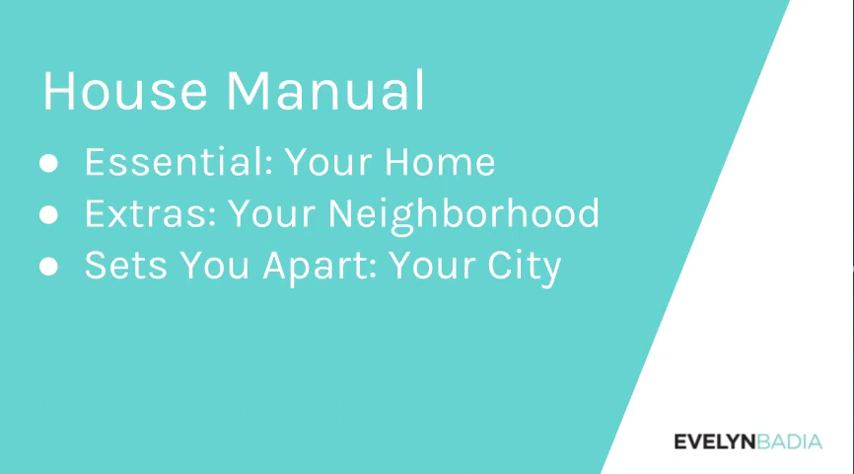 House Manual
● Essential: Your Home
● Extras: Your Neighborhood
● Sets You Apart: Your City
EVELYNBADIA